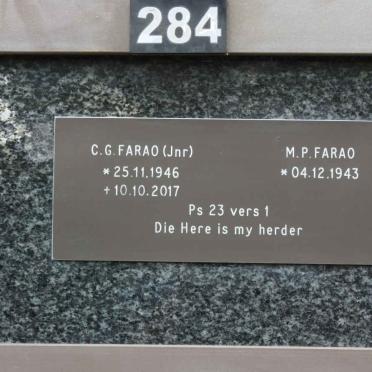 284
C.G.FARAO (Jnr) M.P.FARAO
* 25.11.1946 * 04.12.1943
+ 10.10.2017
Ps 23 vers 1
Die Here is my herder